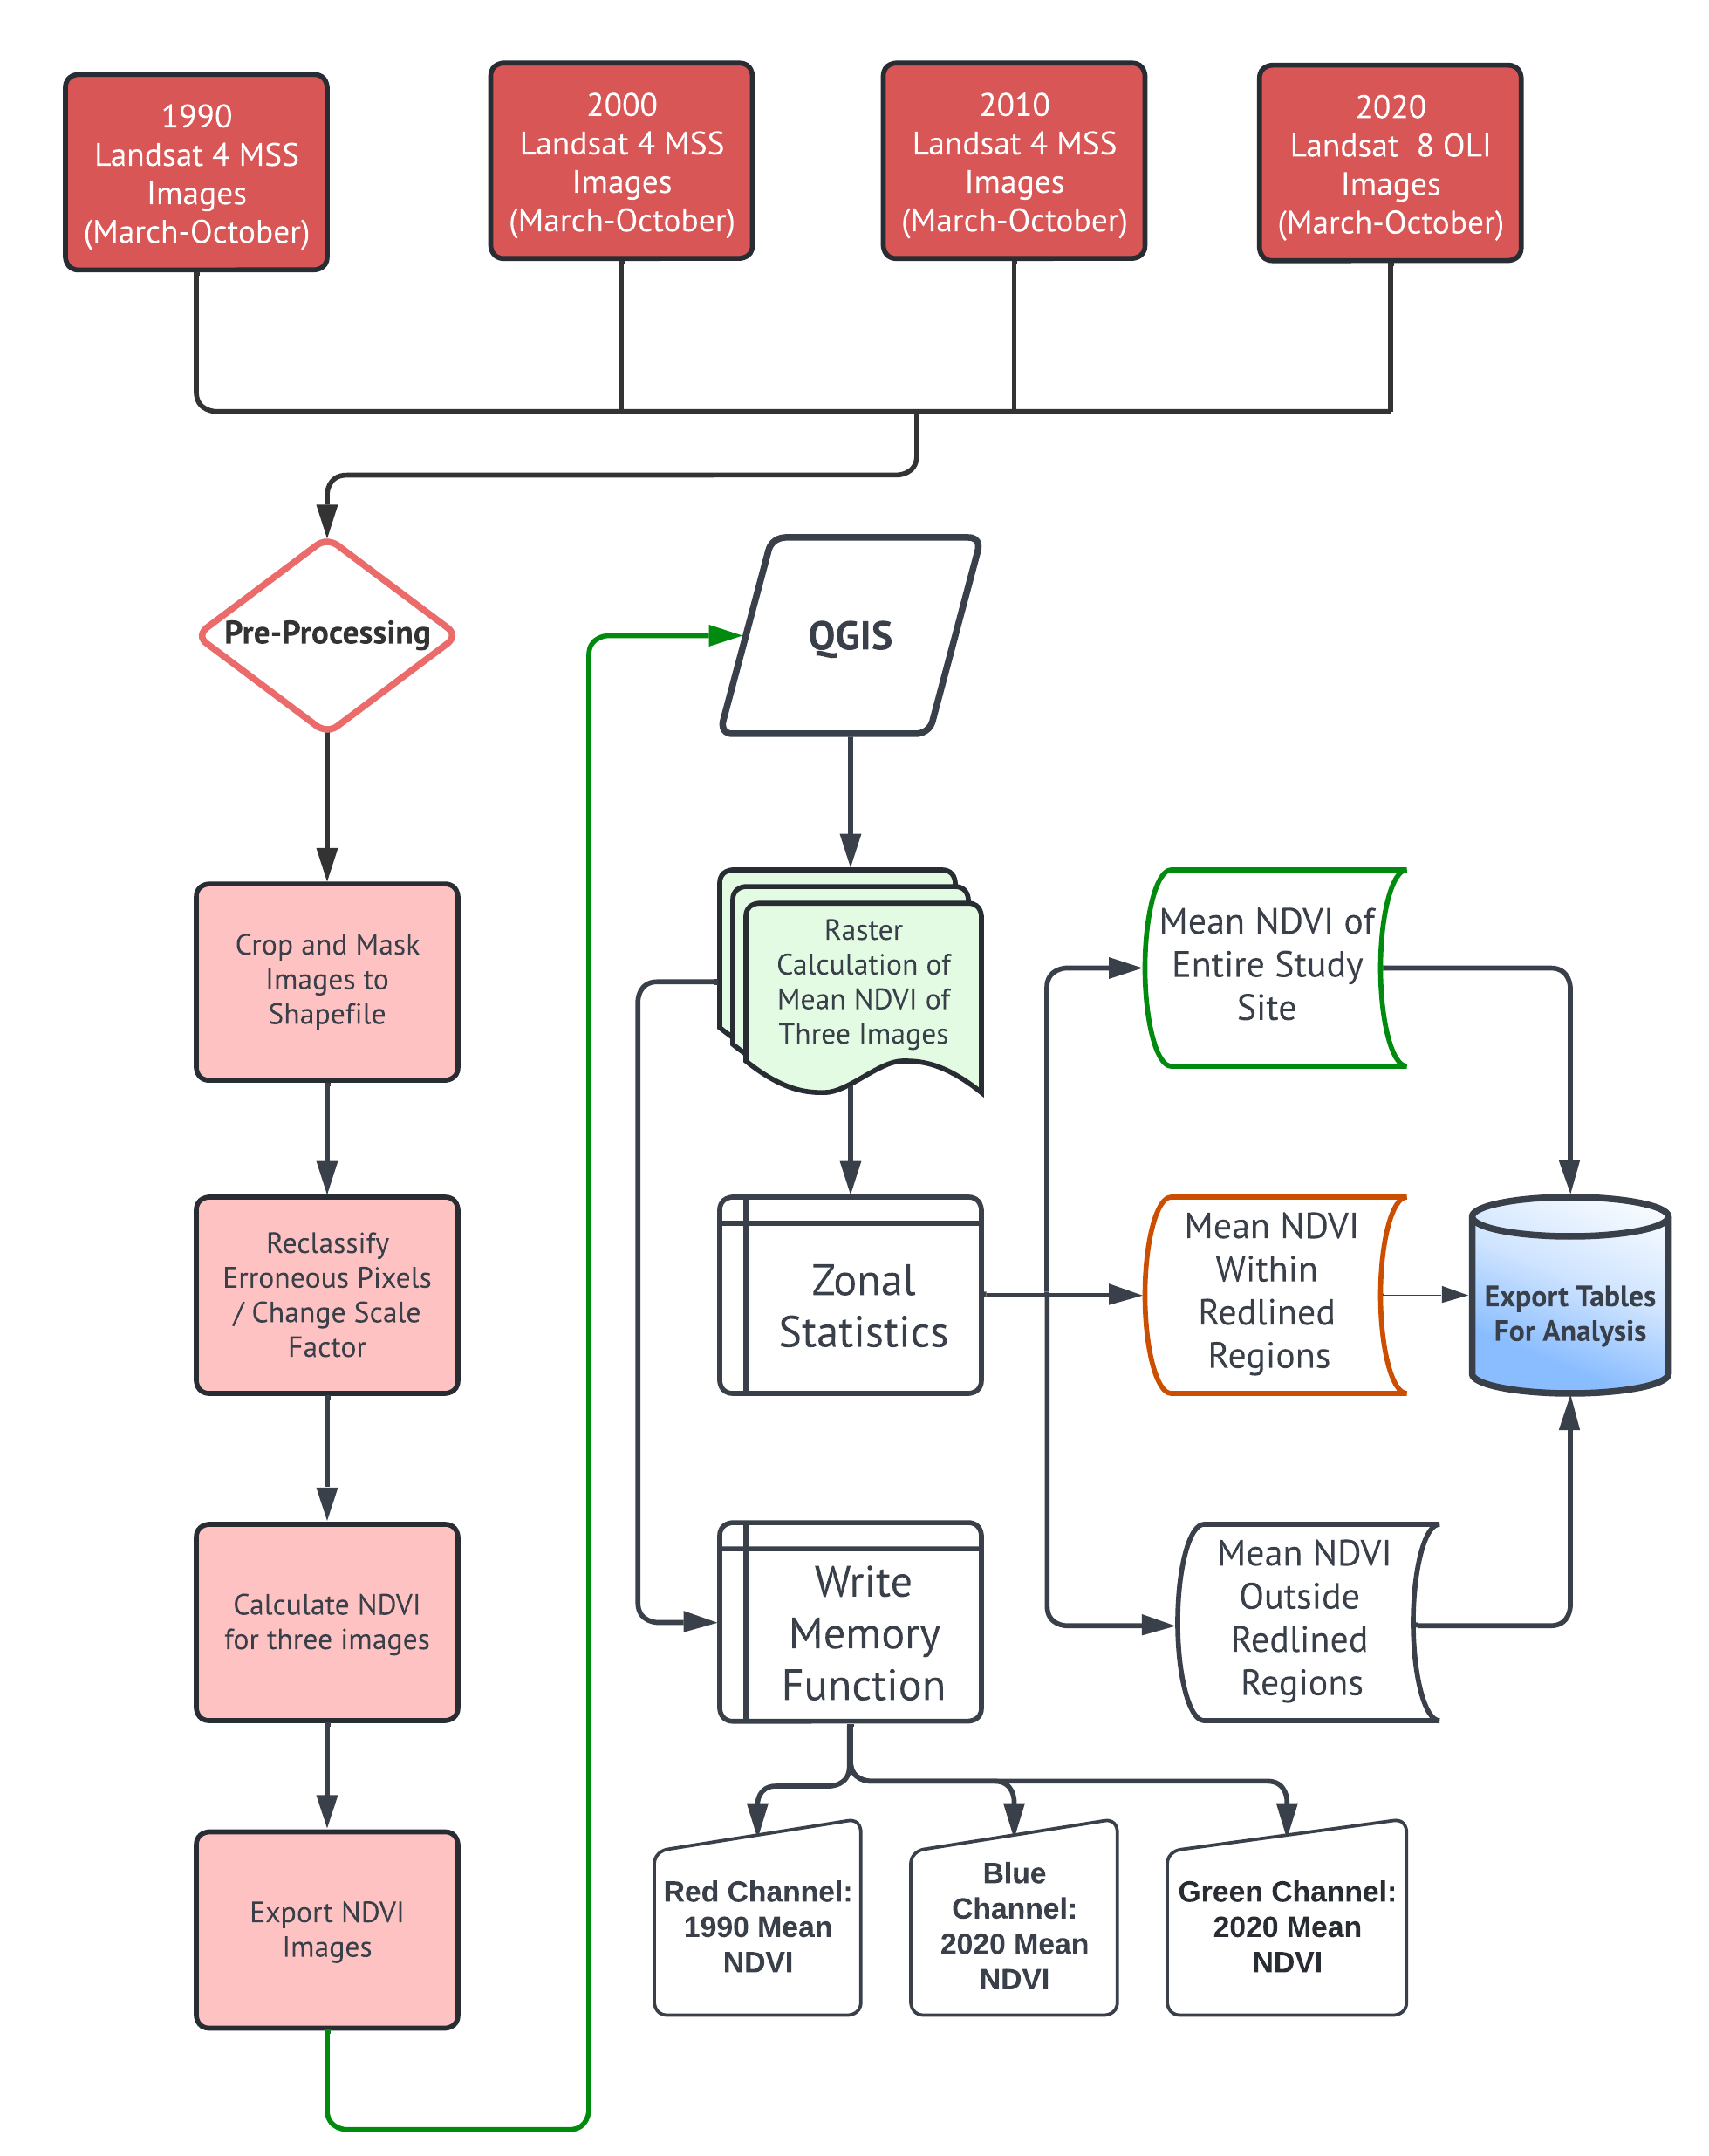 1990
Landsat 4 MSS
Images
(March-October)
2000
Landsat 4 MSS
Images
(March-October)
2010
Landsat 4 MSS
Images
(March-October)
2020
Landsat  8 OLI
Images
(March-October)
Pre-Processing
Crop and Mask
Images to
Shapefile
Reclassify
Erroneous Pixels
/ Change Scale
Factor
Calculate NDVI
for three images
Export NDVI
Images
QGIS
Raster
Calculation of
Mean NDVI of
Three Images
Zonal
Statistics
Mean NDVI of
Entire Study
Site
Mean NDVI
Within
Redlined
Regions
Mean NDVI
Outside
Redlined
Regions
Export Tables
For Analysis
Write
Memory
Function
Red Channel:
1990 Mean
NDVI
Blue
Channel:
2020 Mean
NDVI
Green Channel:
2020 Mean
NDVI